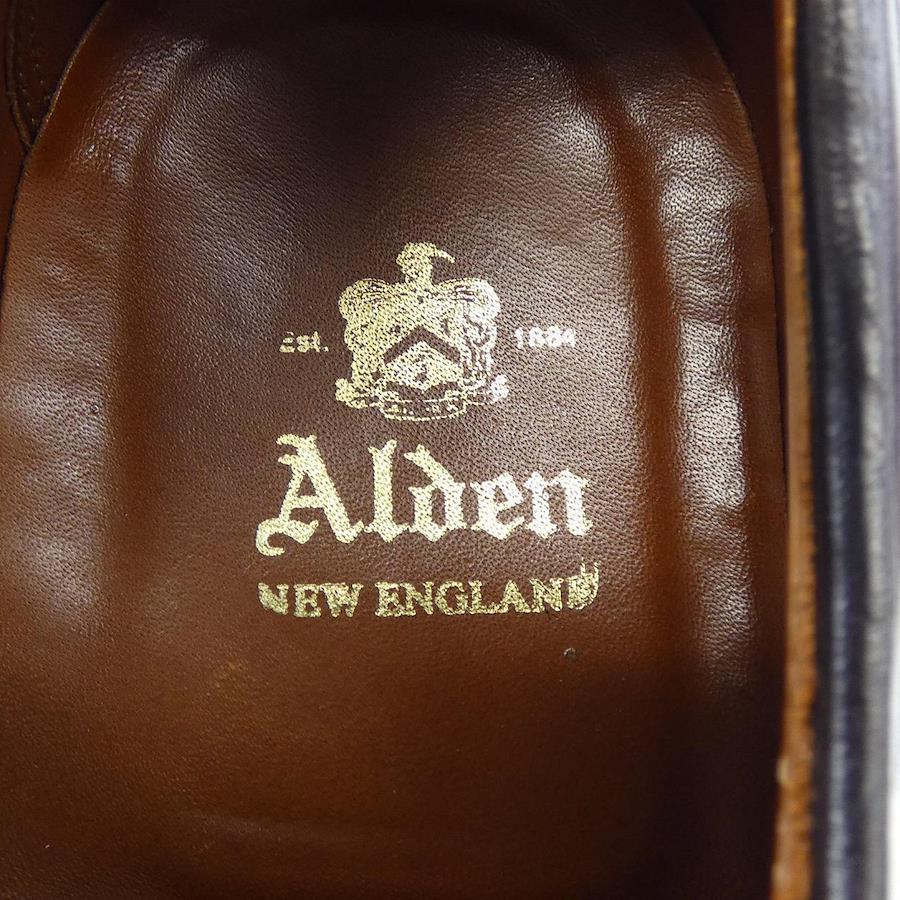 Est. 1884
Alden
NEW ENGLAND